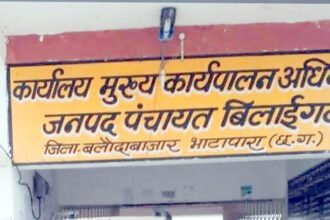 कार्यालय मुख्य कार्यपालन
जनपद पंचायत
जिला-बलौदाबाजार भाटापारा (छ.ग.)